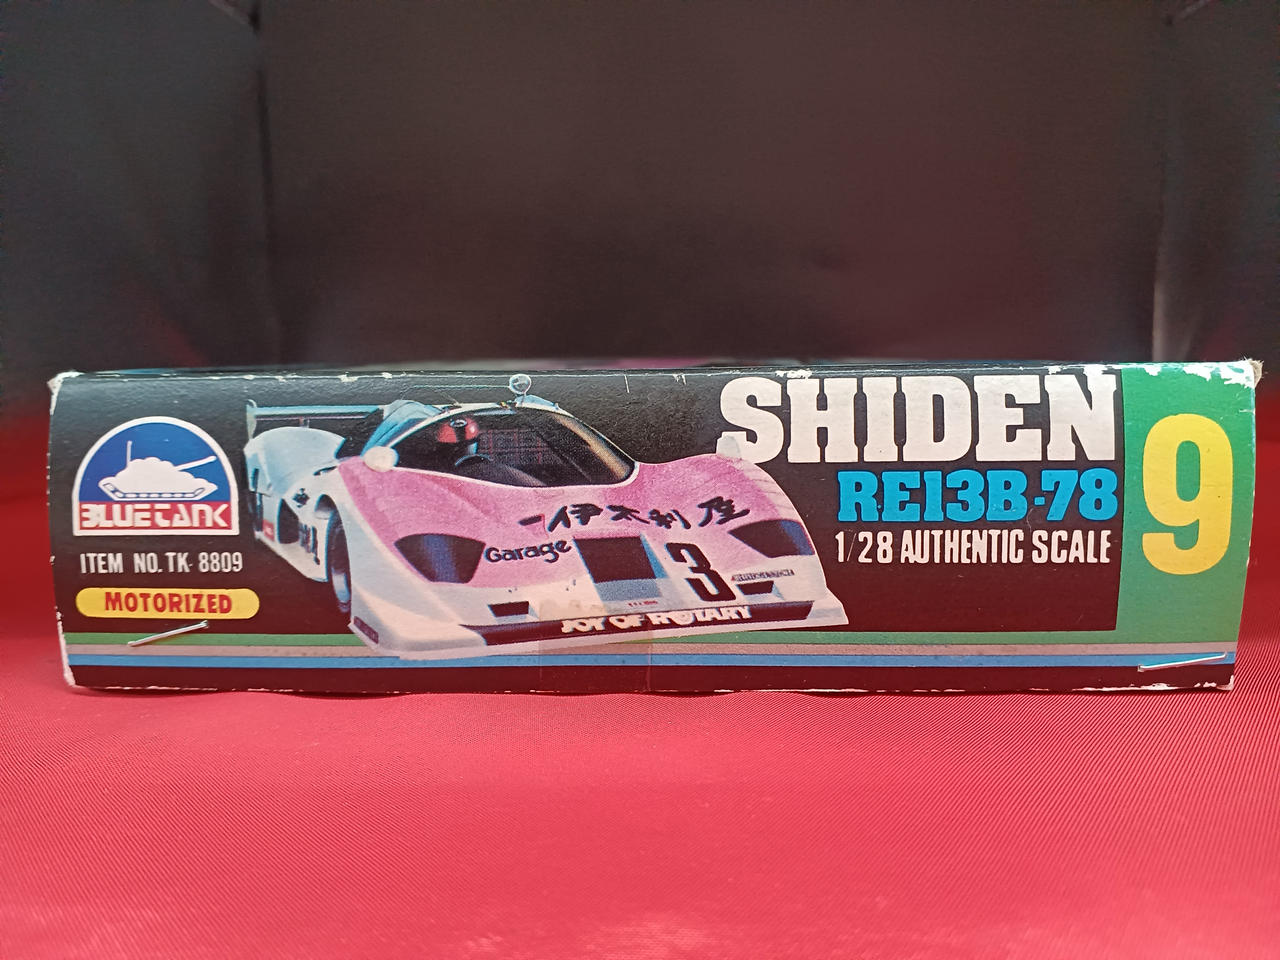 BLUETANK
ITEM NO. TK-8809
MOTORIZED
伊太利屋
Garage
3
BRIDGESTONE
JOY OF ROTARY
SHIDEN
RE13B-78
1/28 AUTHENTIC SCALE
9